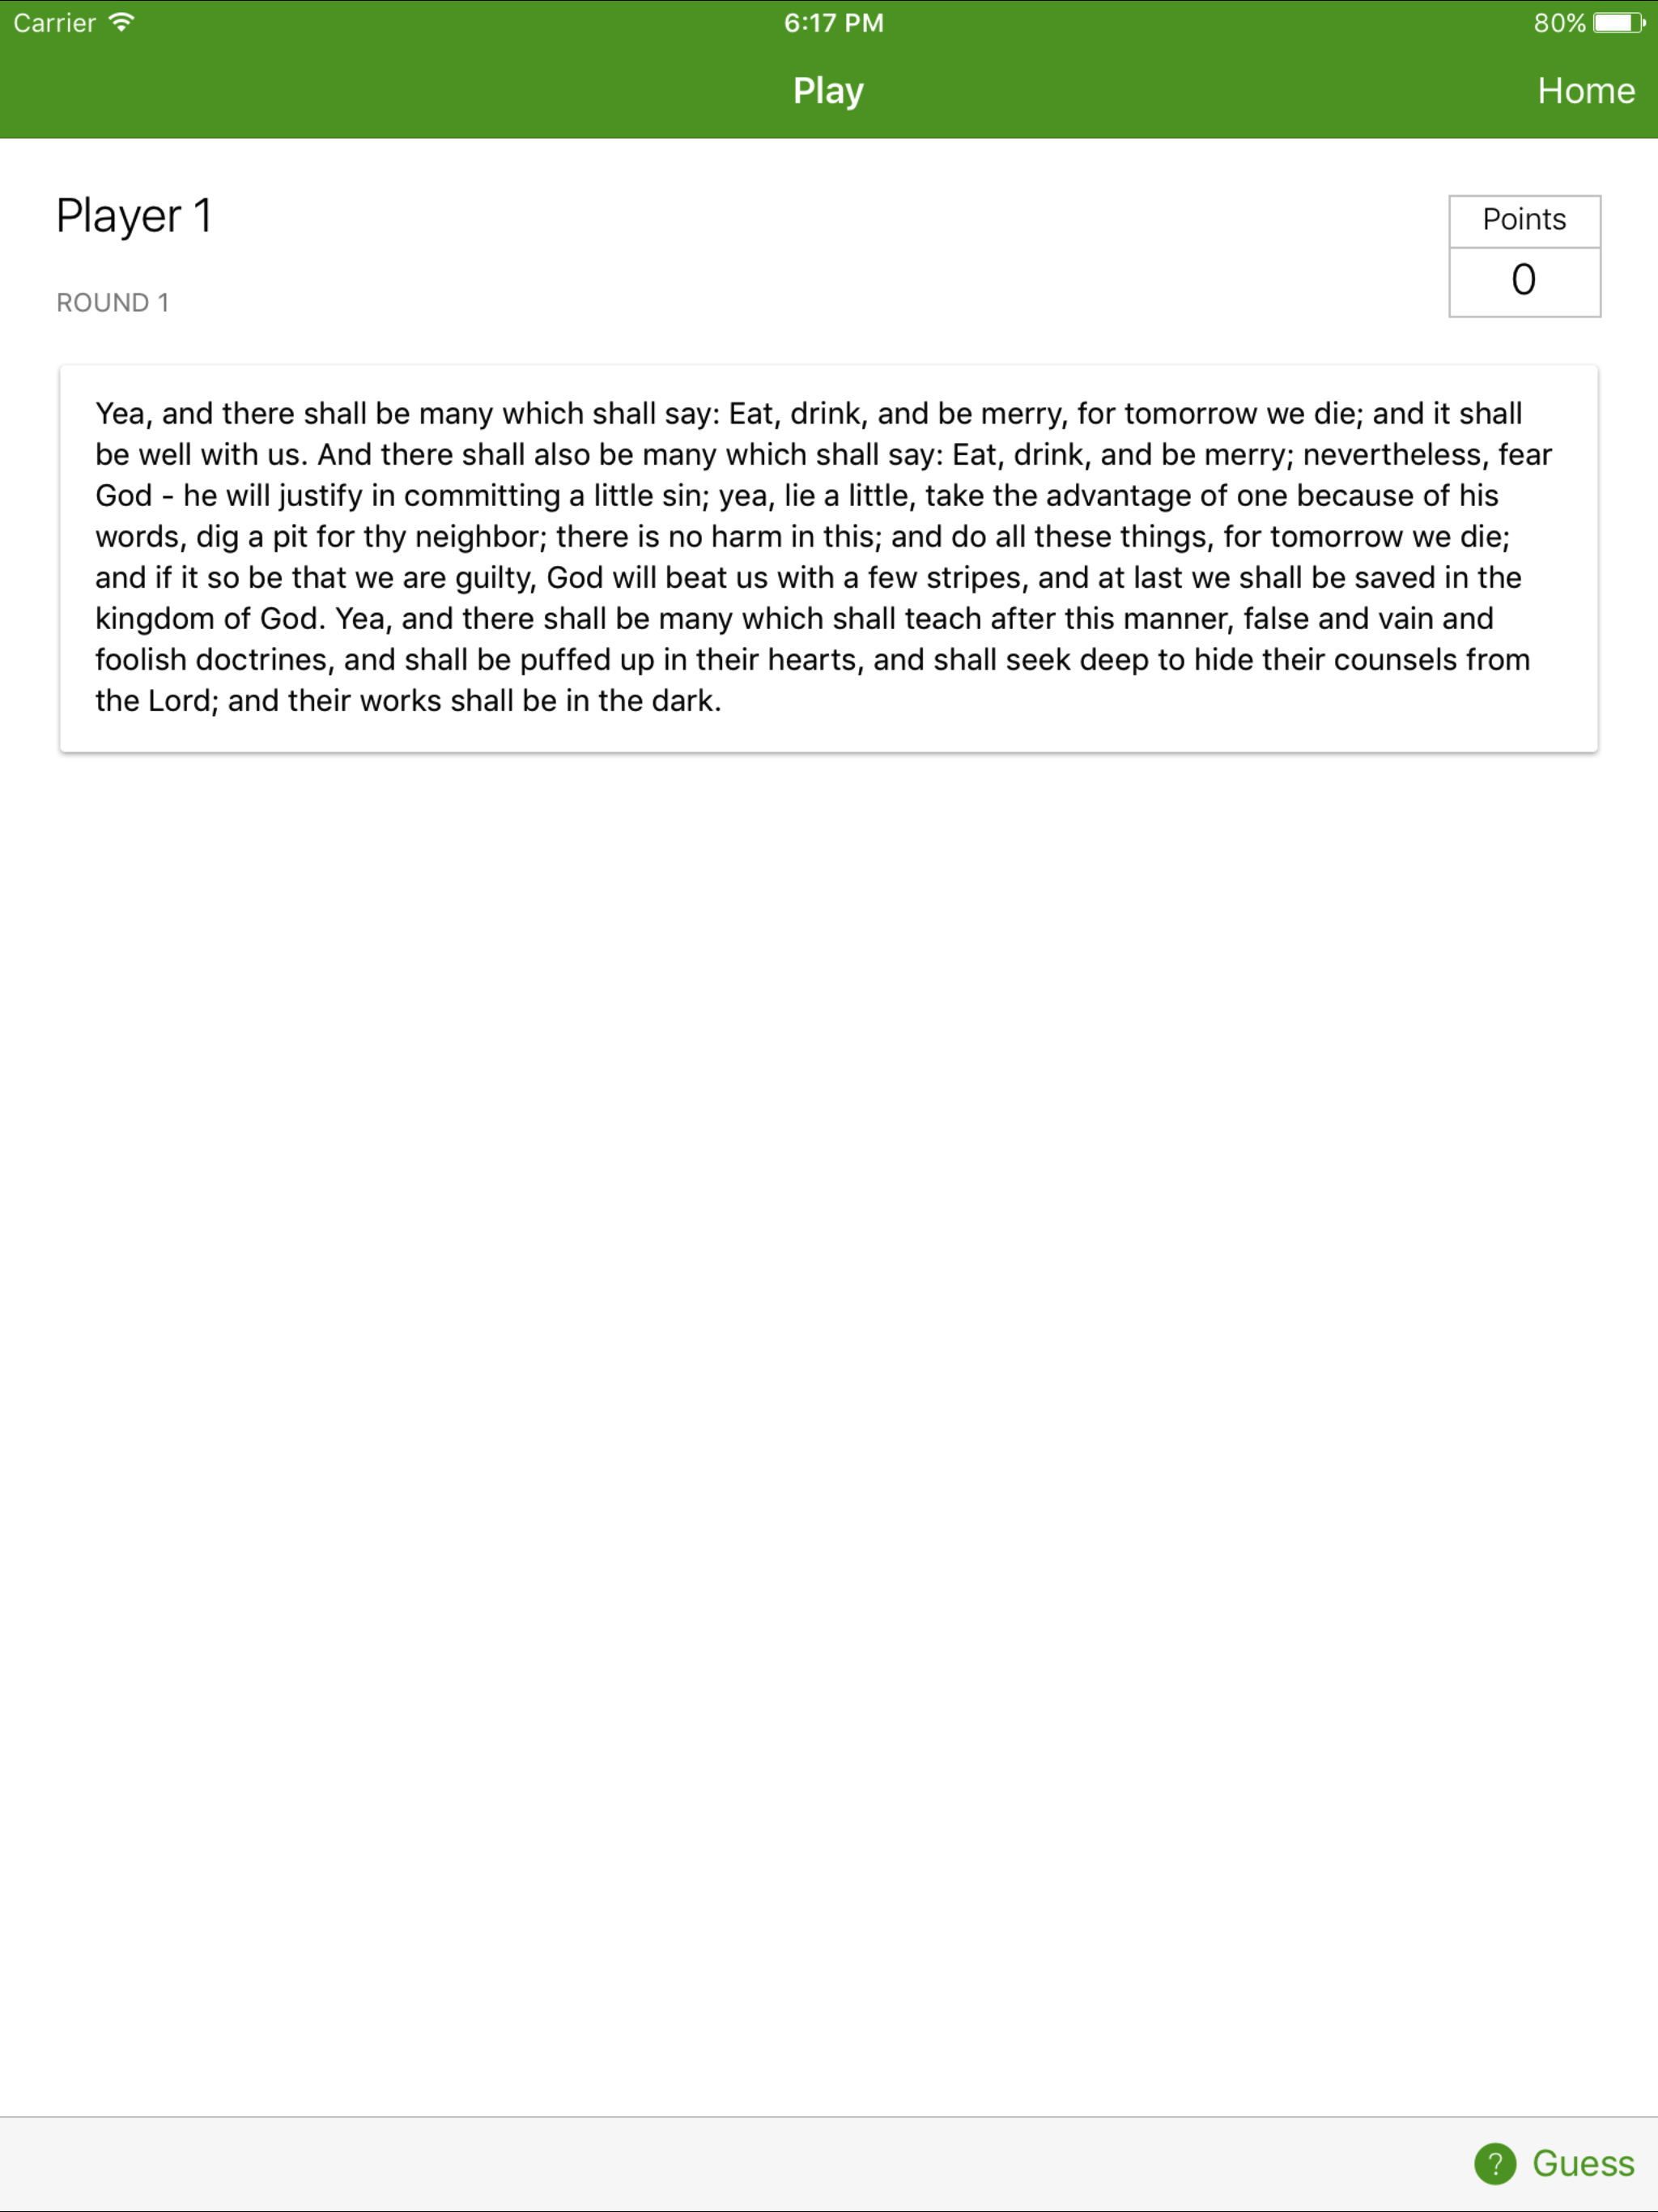 Carrier
6:17 PM
80%
Play
Home
Player 1
Points
0
ROUND 1
Yea, and there shall be many which shall say: Eat, drink, and be merry, for tomorrow we die; and it shall
be well with us. And there shall also be many which shall say: Eat, drink, and be merry; nevertheless, fear
God - he will justify in committing a little sin; yea, lie a little, take the advantage of one because of his
words, dig a pit for thy neighbor; there is no harm in this; and do all these things, for tomorrow we die;
and if it so be that we are guilty, God will beat us with a few stripes, and at last we shall be saved in the
kingdom of God. Yea, and there shall be many which shall teach after this manner, false and vain and
foolish doctrines, and shall be puffed up in their hearts, and shall seek deep to hide their counsels from
the Lord; and their works shall be in the dark.
? Guess